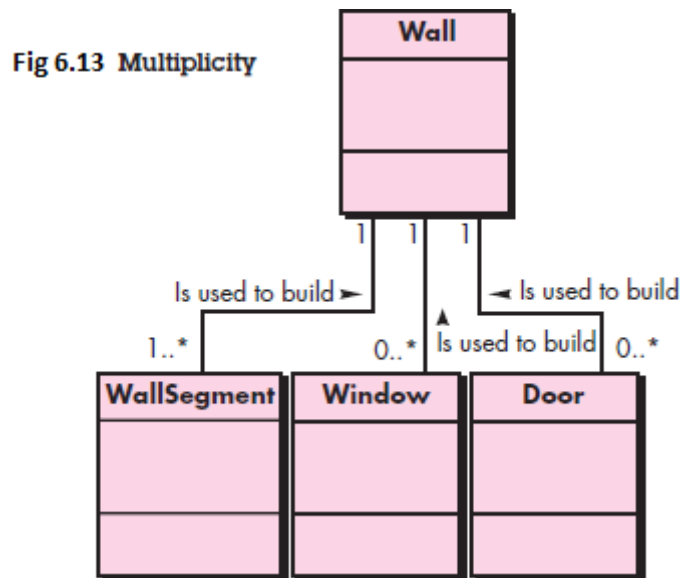 Wall
Fig 6.13 Multiplicity
1 1 1
Is used to build ► ◄ Is used to build
▲ Is used to build
1..* 0..* 0..*
WallSegment Window Door